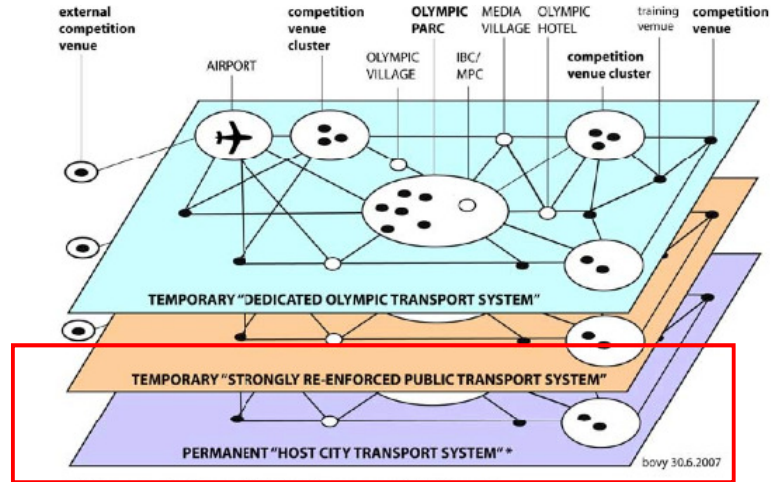 external
competition
venue
AIRPORT
competition
venue
cluster
OLYMPIC
VILLAGE
OLYMPIC
PARC
IBC/
MPC
MEDIA
VILLAGE
OLYMPIC
HOTEL
competition
venue cluster
training
vemue
competition
venue
TEMPORARY "DEDICATED OLYMPIC TRANSPORT SYSTEM"
TEMPORARY "STRONGLY RE-ENFORCED PUBLIC TRANSPORT SYSTEM"
PERMANENT "HOST CITY TRANSPORT SYSTEM" *
bovy 30.6.2007